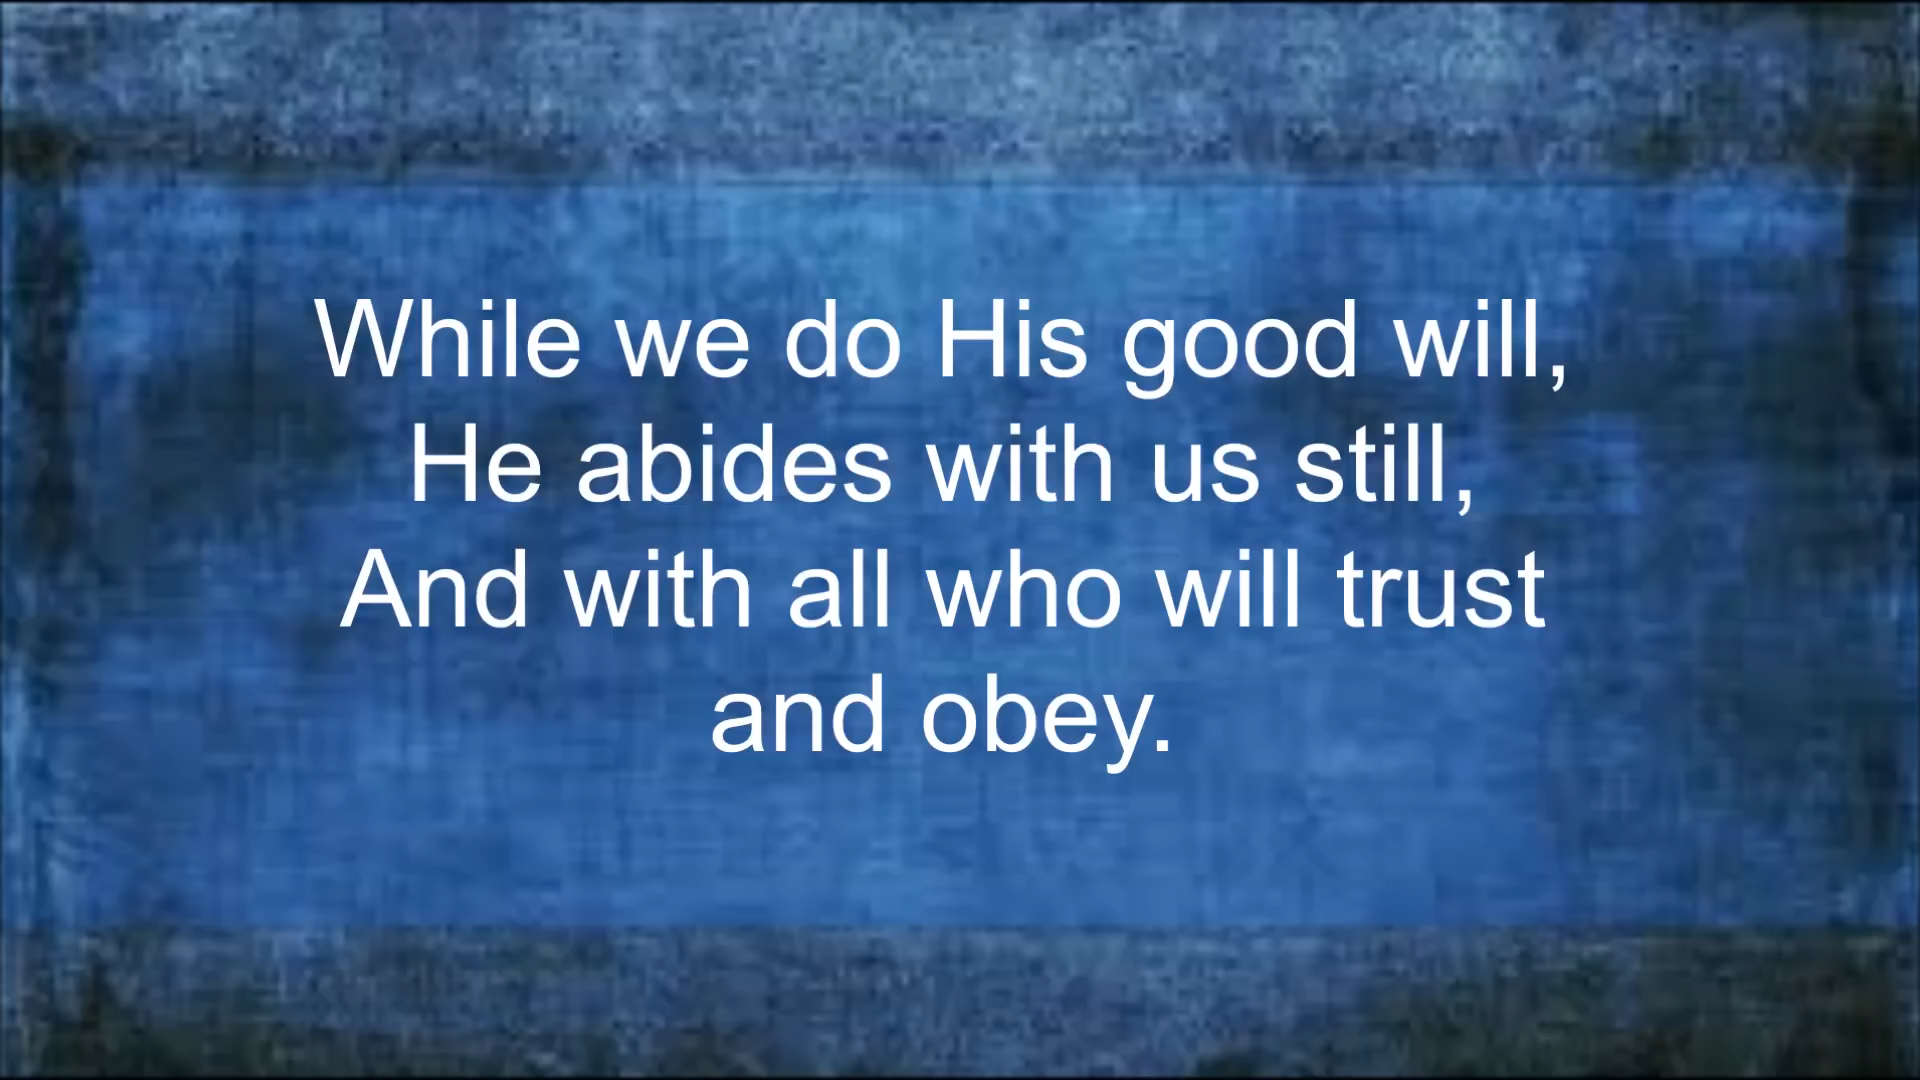 While we do His good will,
He abides with us still,
And with all who will trust
and obey.